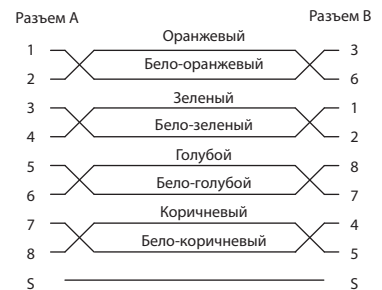 Разъем A Разъем B
Оранжевый
1 3
Бело-оранжевый
2 6
Зеленый
3 1
Бело-зеленый
4 2
Голубой
5 8
Бело-голубой
6 7
Коричневый
7 4
Бело-коричневый
8 5
S S